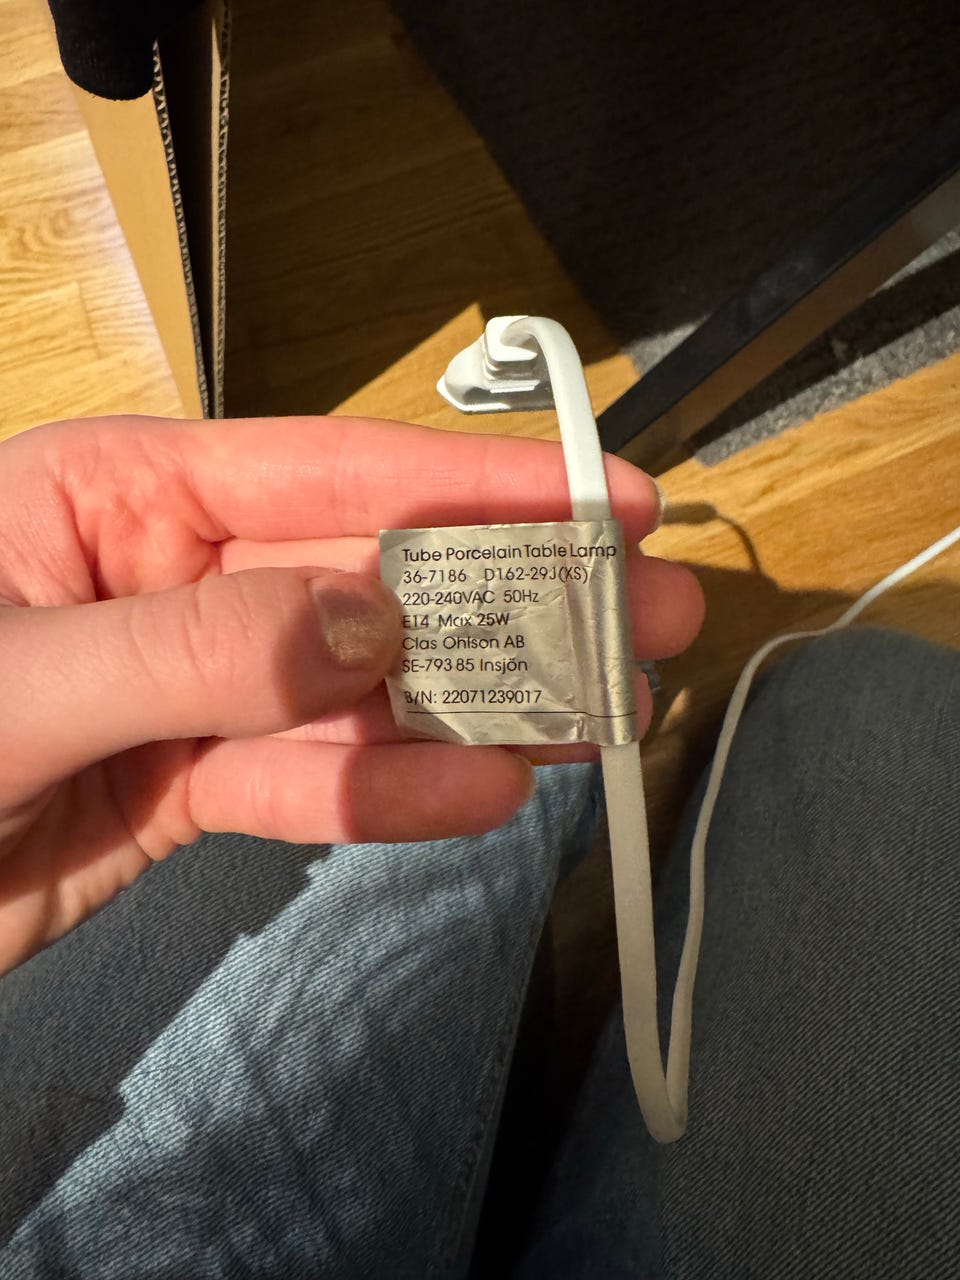 Tube Porcelain Table Lamp
36-7186 D162-29J(XS)
220-240VAC 50Hz
E14 Max 25W
Clas Ohlson AB
SE-793 85 Insjön
B/N: 22071239017